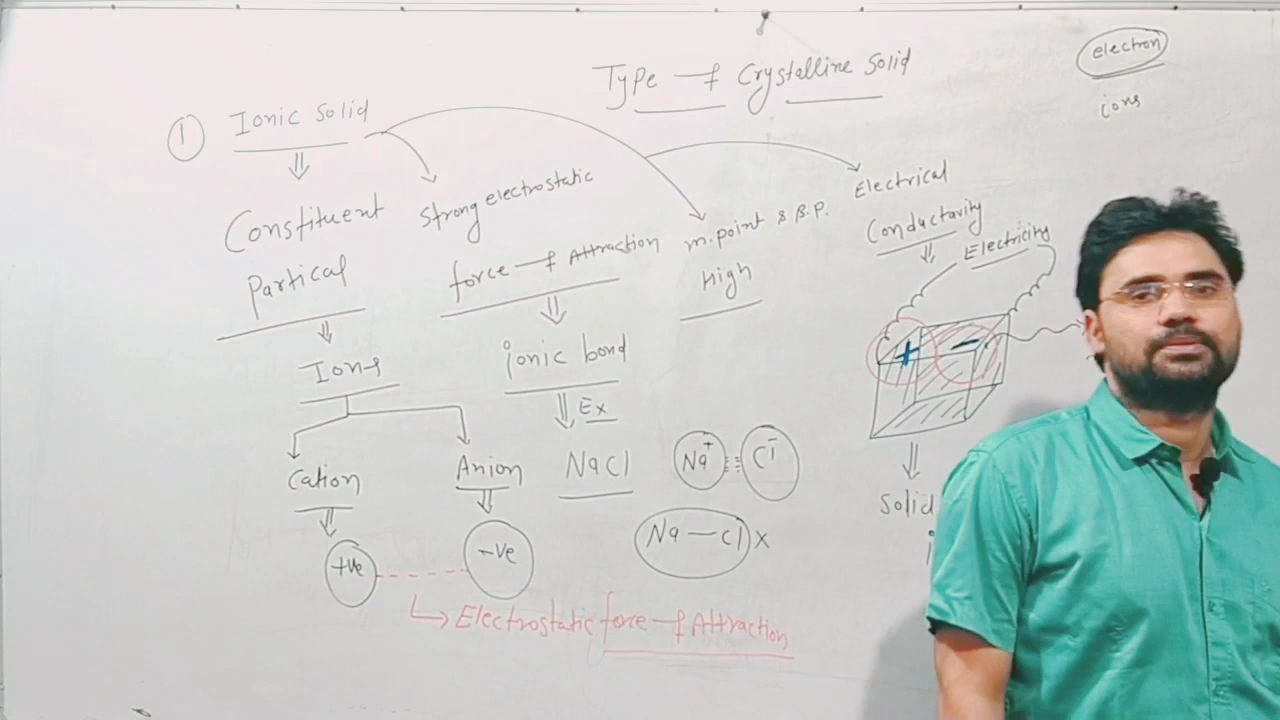 Type of Crystalline Solid
electron
ions
① Ionic solid
Constituent
Partical
Ions
Cation
Anion
+ve
-ve
Electrostatic force of Attraction
Strong electrostatic
force of Attraction
ionic bond
Ex
NaCl
Na+ Cl-
Na-Cl x
m.point & B.P.
High
Electrical
Conductavity
Electricity
+ -
Solid